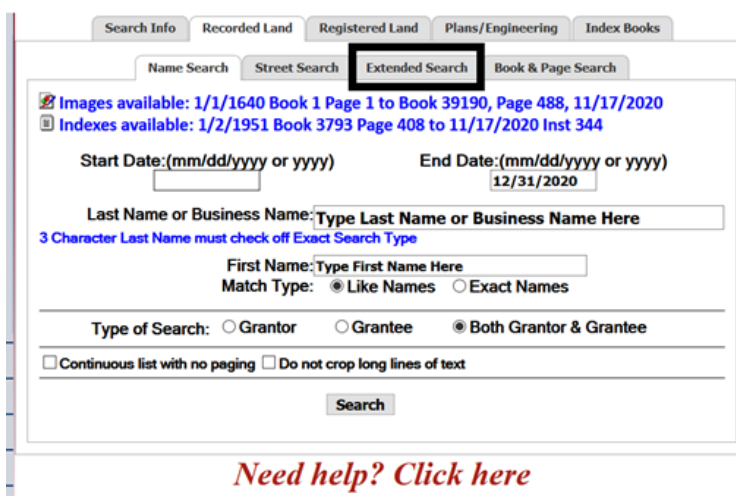 Search Info Recorded Land Registered Land Plans/Engineering Index Books
Name Search Street Search Extended Search Book & Page Search
Images available: 1/1/1640 Book 1 Page 1 to Book 39190, Page 488, 11/17/2020
Indexes available: 1/2/1951 Book 3793 Page 408 to 11/17/2020 Inst 344
Start Date:(mm/dd/yyyy or yyyy) End Date:(mm/dd/yyyy or yyyy)
12/31/2020
Last Name or Business Name: Type Last Name or Business Name Here
3 Character Last Name must check off Exact Search Type
First Name: Type First Name Here
Match Type: Like Names Exact Names
Type of Search: Grantor Grantee Both Grantor & Grantee
Continuous list with no paging Do not crop long lines of text
Search
Need help? Click here